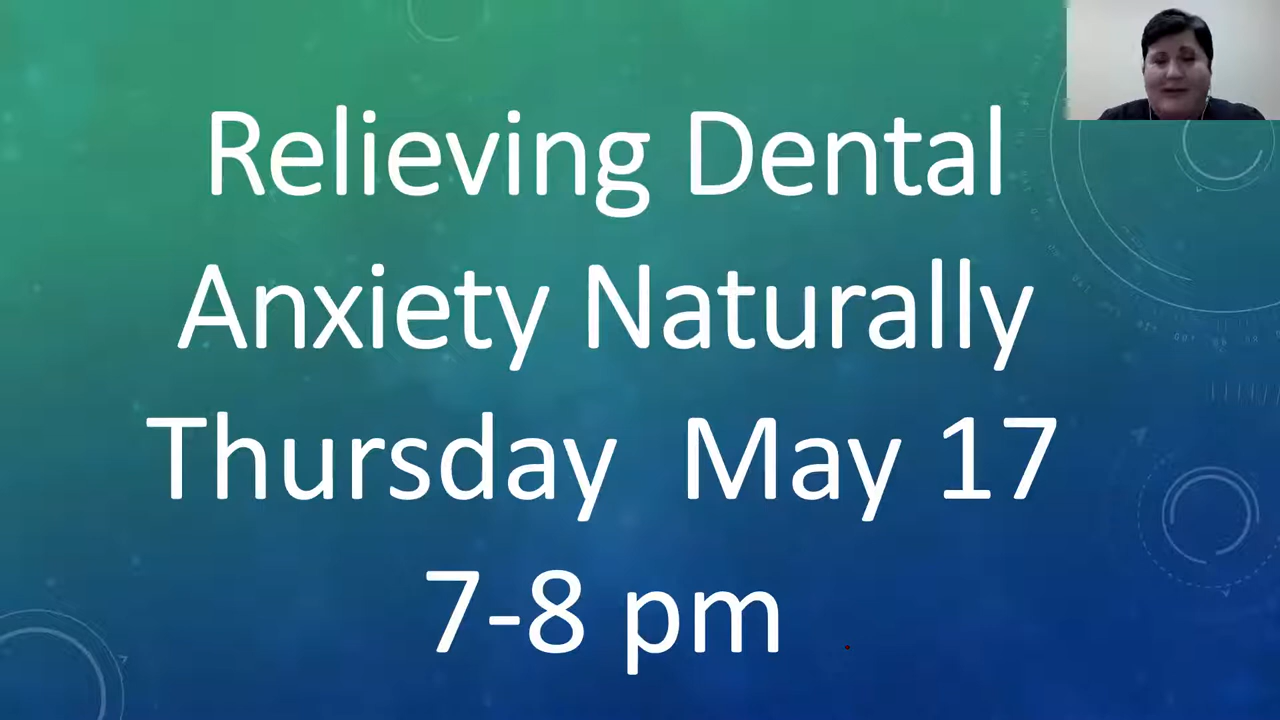 Relieving Dental
Anxiety Naturally
Thursday May 17
7-8 pm